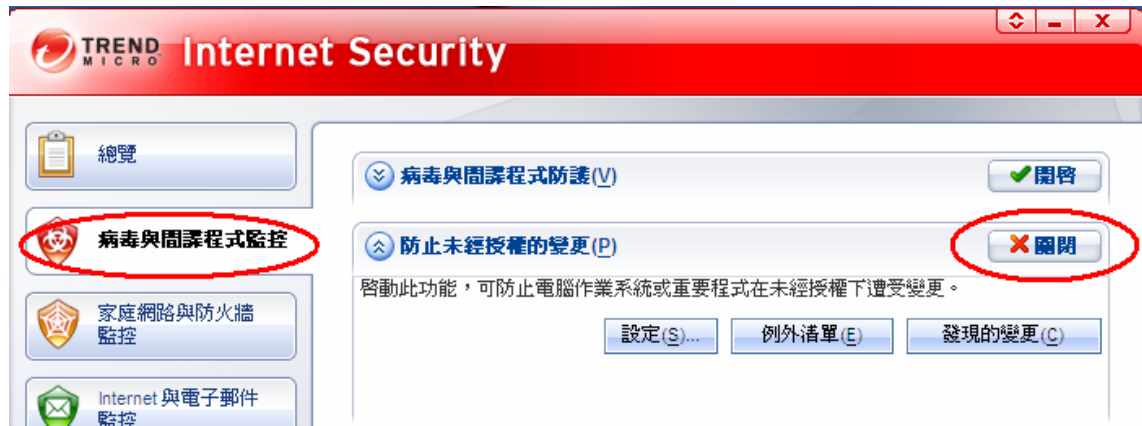 TREND MICRO Internet Security
總覽
病毒與間諜程式監控
家庭網路與防火牆
監控
Internet 與電子郵件
監控
病毒與間諜程式防護(V)
開啓
防止未經授權的變更(P)
關閉
啓動此功能，可防止電腦作業系統或重要程式在未經授權下遭受變更。
設定(S)...
例外清單(E)
發現的變更(C)